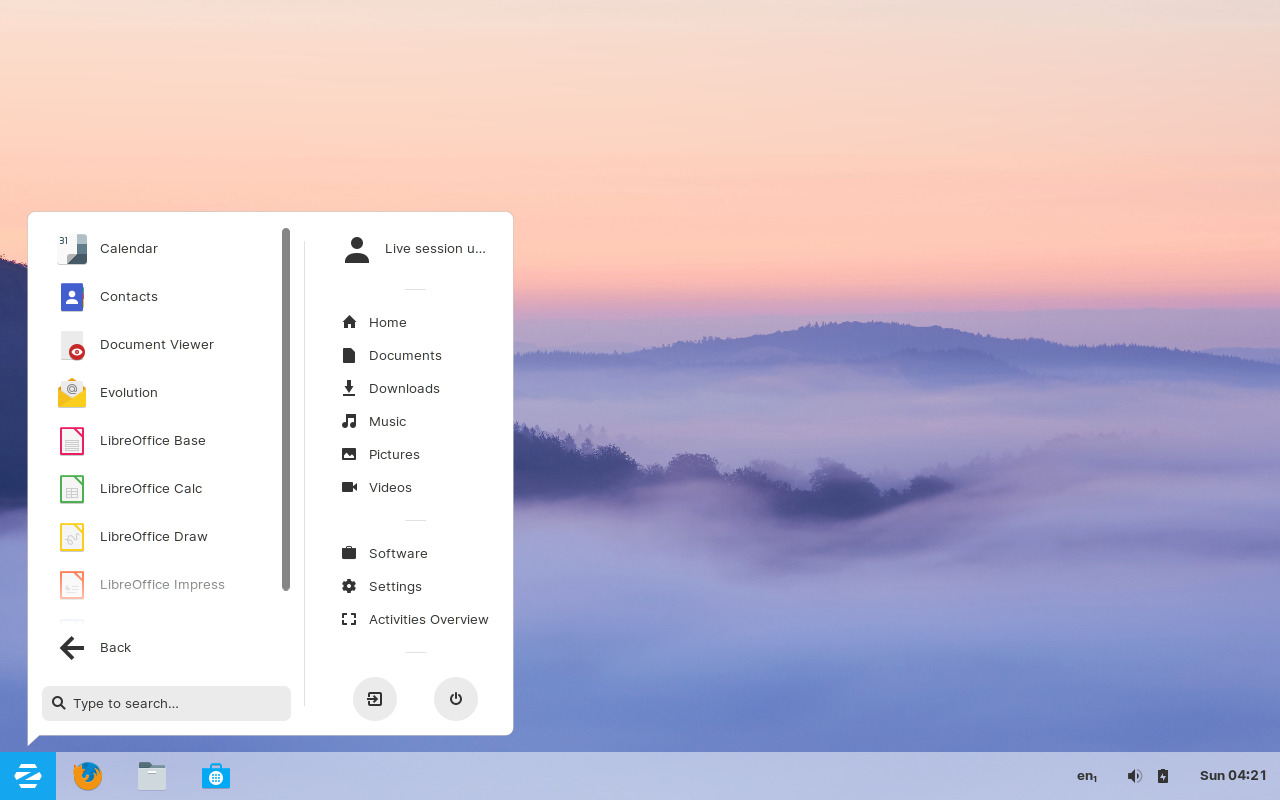 31
Calendar
Contacts
Document Viewer
Evolution
LibreOffice Base
LibreOffice Calc
LibreOffice Draw
LibreOffice Impress
Back
Type to search...
Live session u...
Home
Documents
Downloads
Music
Pictures
Videos
Software
Settings
Activities Overview
en₁
Sun 04:21